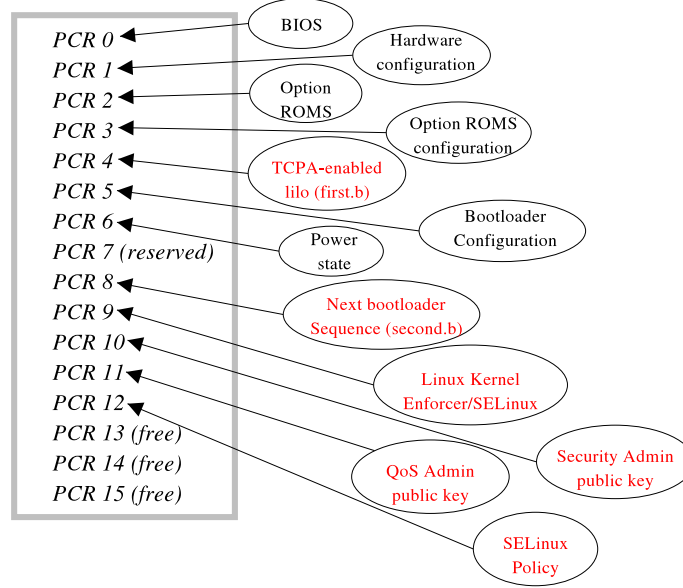 PCR 0
PCR 1
PCR 2
PCR 3
PCR 4
PCR 5
PCR 6
PCR 7 (reserved)
PCR 8
PCR 9
PCR 10
PCR 11
PCR 12
PCR 13 (free)
PCR 14 (free)
PCR 15 (free)
BIOS
Hardware
configuration
Option
ROMS
Option ROMS
configuration
TCPA-enabled
lilo (first.b)
Bootloader
Configuration
Power
state
Next bootloader
Sequence (second.b)
Linux Kernel
Enforcer/SELinux
Security Admin
public key
QoS Admin
public key
SELinux
Policy